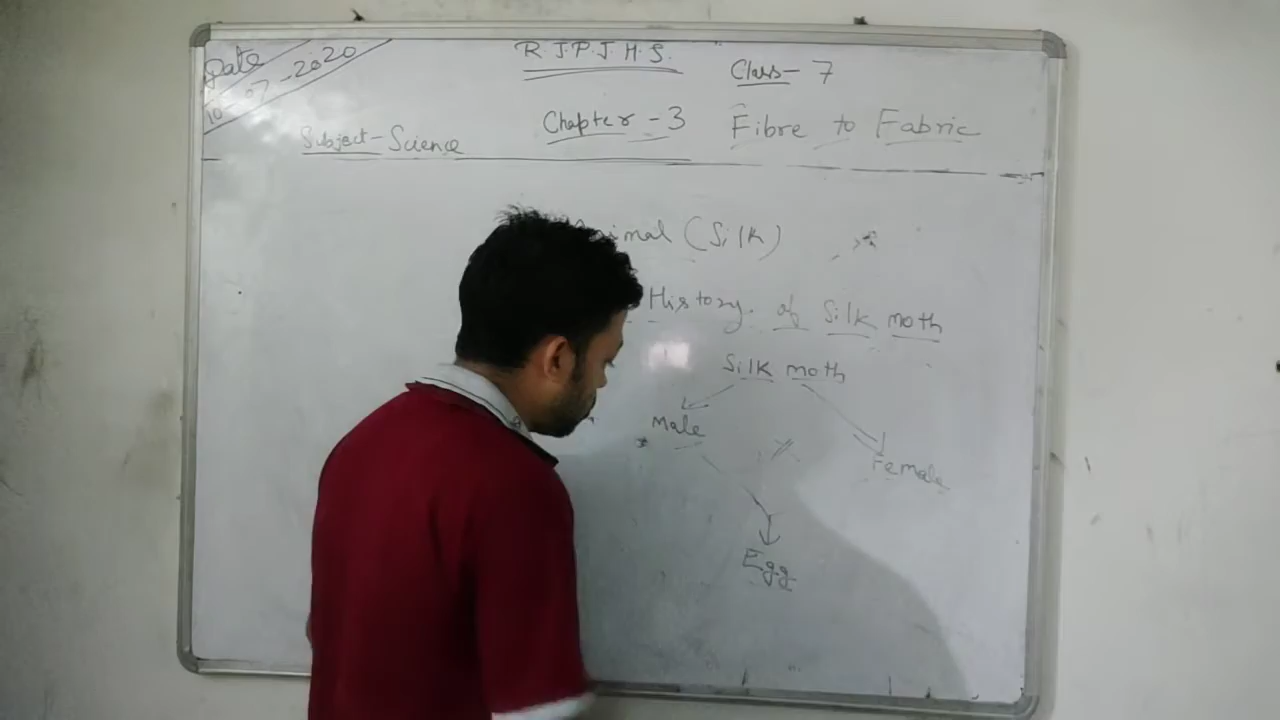 Date
10-07-2020
R.J.P.J.H.S.
Class- 7
Subject-Science
Chapter-3 Fibre to Fabric
(Silk)
History of Silk moth
Silk moth
Male
Female
Egg